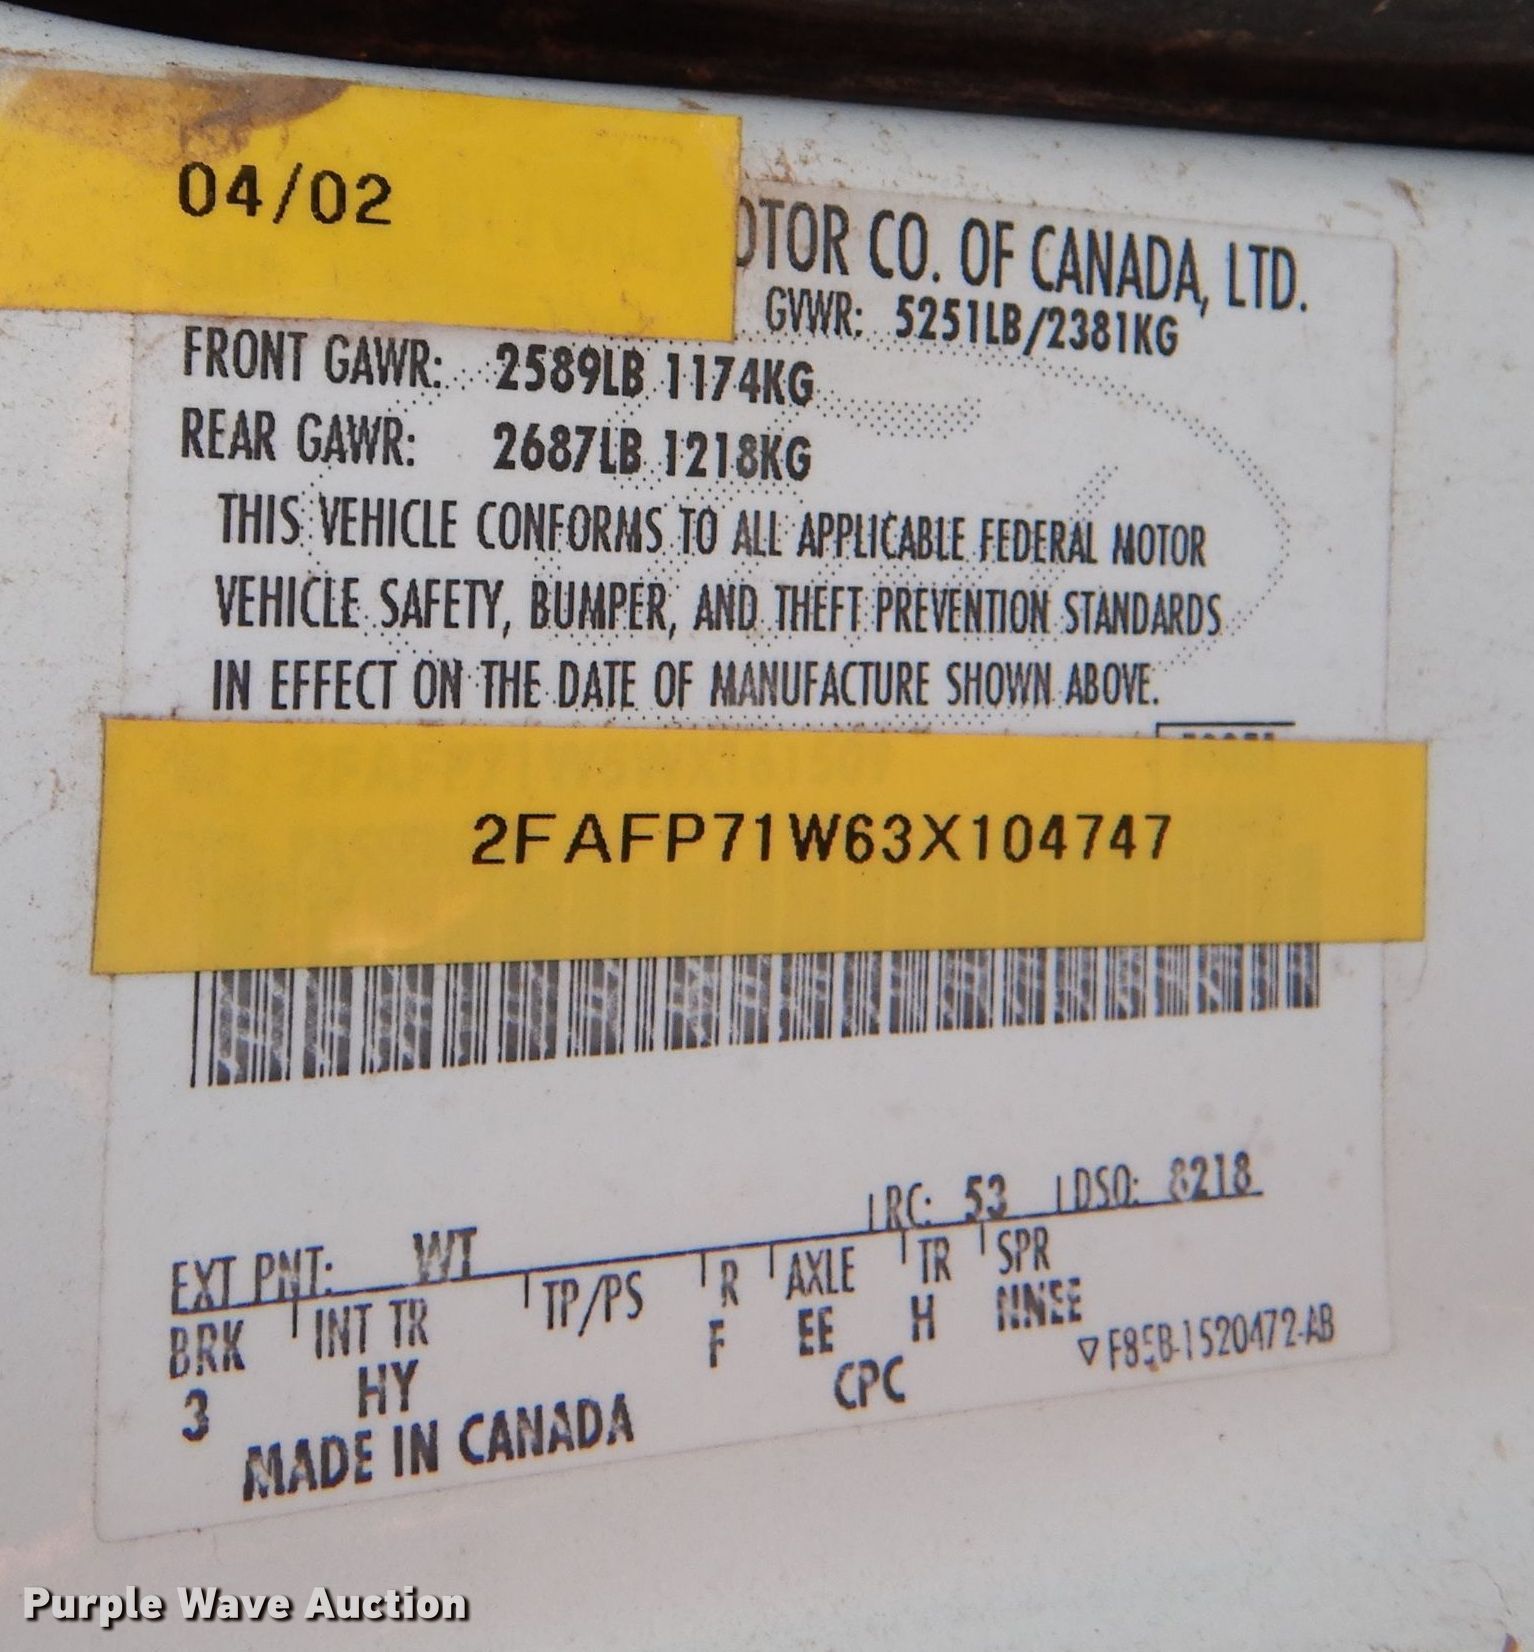 04/02
OTOR CO. OF CANADA, LTD.
GVWR: 5251LB/2381KG
FRONT GAWR: 2589LB 1174KG
REAR GAWR: 2687LB 1218KG
THIS VEHICLE CONFORMS TO ALL APPLICABLE FEDERAL MOTOR
VEHICLE SAFETY, BUMPER, AND THEFT PREVENTION STANDARDS
IN EFFECT ON THE DATE OF MANUFACTURE SHOWN ABOVE.
2FAFP71W63X104747
EXT PNT: WT RC: 53 DSO: 8218
BRK INT TR TP/PS R AXLE TR SPR
3 HY F EE H NNEE
MADE IN CANADA CPC ▽F85B-1520472-AB
Purple Wave Auction